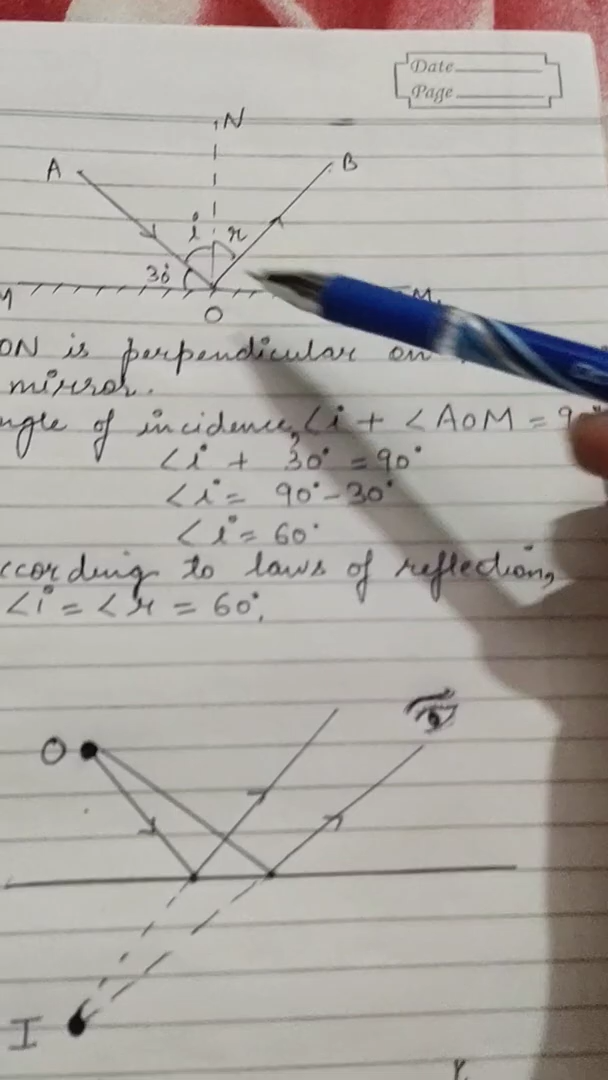 Date
Page
N
A
B
i r
30°
M
M,
O
ON is perpendicular on
mirror.
ngle of incidence, ∠i + ∠AOM = 90°
∠i + 30° = 90°
∠i = 90° - 30°
∠i = 60°
ccording to laws of reflection,
∠i = ∠r = 60°,
O
I